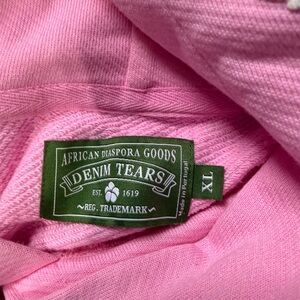 AFRICAN DIASPORA GOODS
DENIM TEARS
EST. 1619
~REG. TRADEMARK~
XL
Made in Portugal